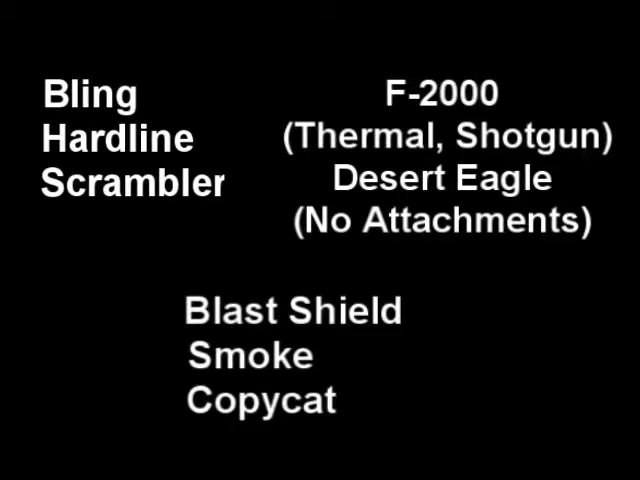 Bling
Hardline
Scrambler
F-2000
(Thermal, Shotgun)
Desert Eagle
(No Attachments)
Blast Shield
Smoke
Copycat